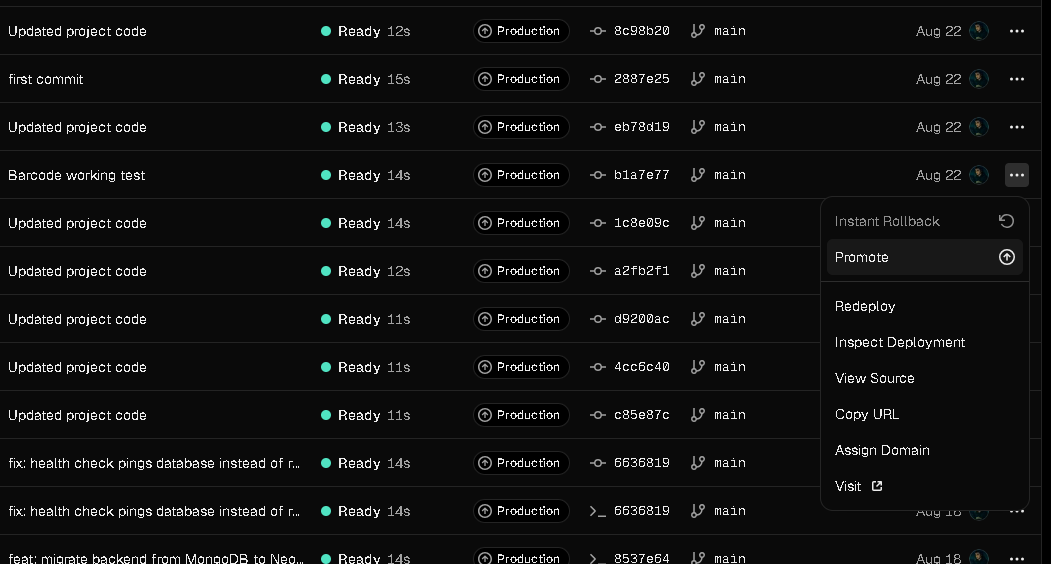 Updated project code Ready 12s Production 8c98b20 main Aug 22
first commit Ready 15s Production 2887e25 main Aug 22
Updated project code Ready 13s Production eb78d19 main Aug 22
Barcode working test Ready 14s Production b1a7e77 main Aug 22
Updated project code Ready 14s Production 1c8e09c main
Instant Rollback
Updated project code Ready 12s Production a2fb2f1 main
Promote
Updated project code Ready 11s Production d9200ac main
Redeploy
Updated project code Ready 11s Production 4cc6c40 main
Inspect Deployment
View Source
Updated project code Ready 11s Production c85e87c main
Copy URL
fix: health check pings database instead of r... Ready 14s Production 6636819 main
Assign Domain
Visit
fix: health check pings database instead of r... Ready 14s Production 6636819 main Aug 18
feat: migrate backend from MongoDB to Neo... Ready 14s Production 8537e64 main Aug 18